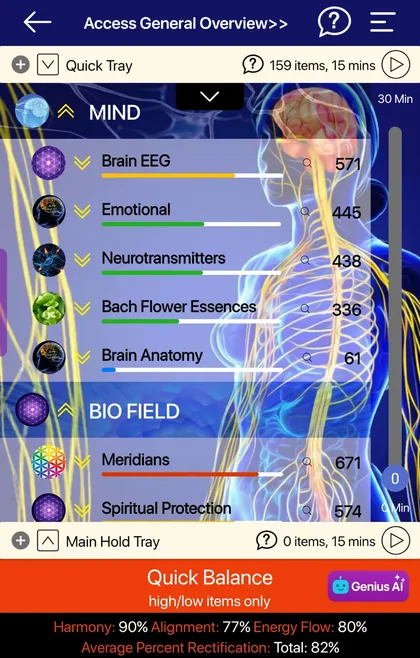 Access General Overview>>
Quick Tray
159 items, 15 mins
30 Min
MIND
Brain EEG 571
Emotional 445
Neurotransmitters 438
Bach Flower Essences 336
Brain Anatomy 61
BIO FIELD
Meridians 671
Spiritual Protection 574
0
0 Min
Main Hold Tray
0 items, 15 mins
Quick Balance
high/low items only
Genius AI
Harmony: 90% Alignment: 77% Energy Flow: 80%
Average Percent Rectification: Total: 82%